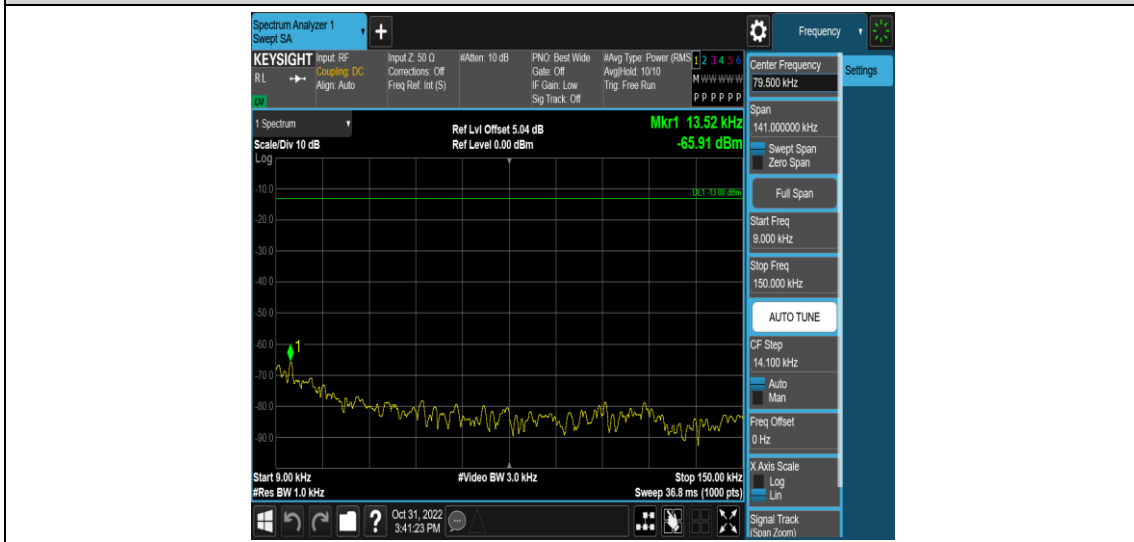 Spectrum Analyzer 1
Swept SA
+
Frequency
KEYSIGHT
RL
LXI
Input: RF
Coupling: DC
Align: Auto
Input Z: 50 Ω
Corrections: Off
Freq Ref: Int (S)
#Atten: 10 dB
PNO: Best Wide
Gate: Off
IF Gain: Low
Sig Track: Off
#Avg Type: Power (RMS
Avg|Hold: 10/10
Trig: Free Run
1 2 3 4 5 6
M W W W W W
P P P P P P
Center Frequency
79.500 kHz
Settings
Span
141.000000 kHz
Swept Span
Zero Span
Full Span
Start Freq
9.000 kHz
Stop Freq
150.000 kHz
AUTO TUNE
CF Step
14.100 kHz
Auto
Man
Freq Offset
0 Hz
X Axis Scale
Log
Lin
Signal Track
(Span Zoom)
1 Spectrum
Scale/Div 10 dB
Log
Ref Lvl Offset 5.04 dB
Ref Level 0.00 dBm
Mkr1 13.52 kHz
-65.91 dBm
DL1 -13.00 dBm
-10.0
-20.0
-30.0
-40.0
-50.0
-60.0
-70.0
-80.0
-90.0
1
Start 9.00 kHz
#Res BW 1.0 kHz
#Video BW 3.0 kHz
Stop 150.00 kHz
Sweep 36.8 ms (1000 pts)
?
Oct 31, 2022
3:41:23 PM